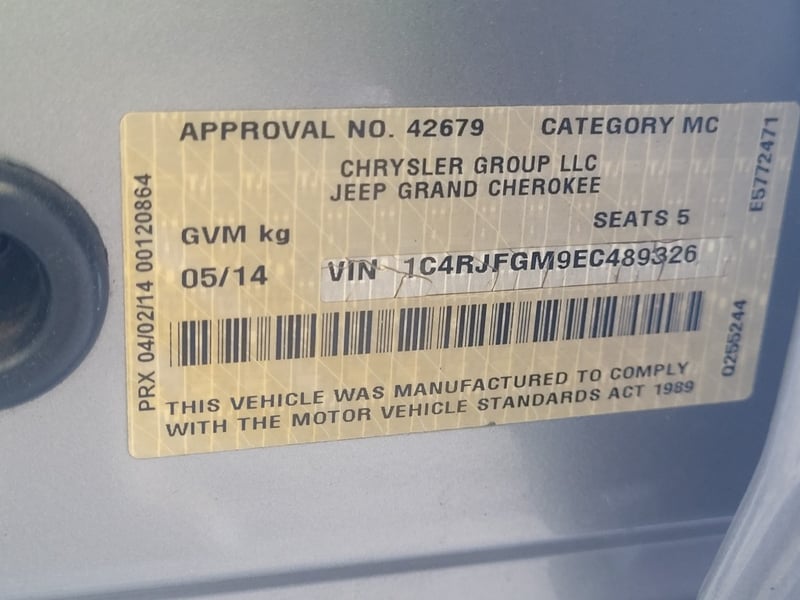 APPROVAL NO. 42679 CATEGORY MC
CHRYSLER GROUP LLC
JEEP GRAND CHEROKEE
SEATS 5
GVM kg
05/14 VIN 1C4RJFGM9EC489326
THIS VEHICLE WAS MANUFACTURED TO COMPLY
WITH THE MOTOR VEHICLE STANDARDS ACT 1989
PRX 04/02/14 00120864
E5772471
0255244